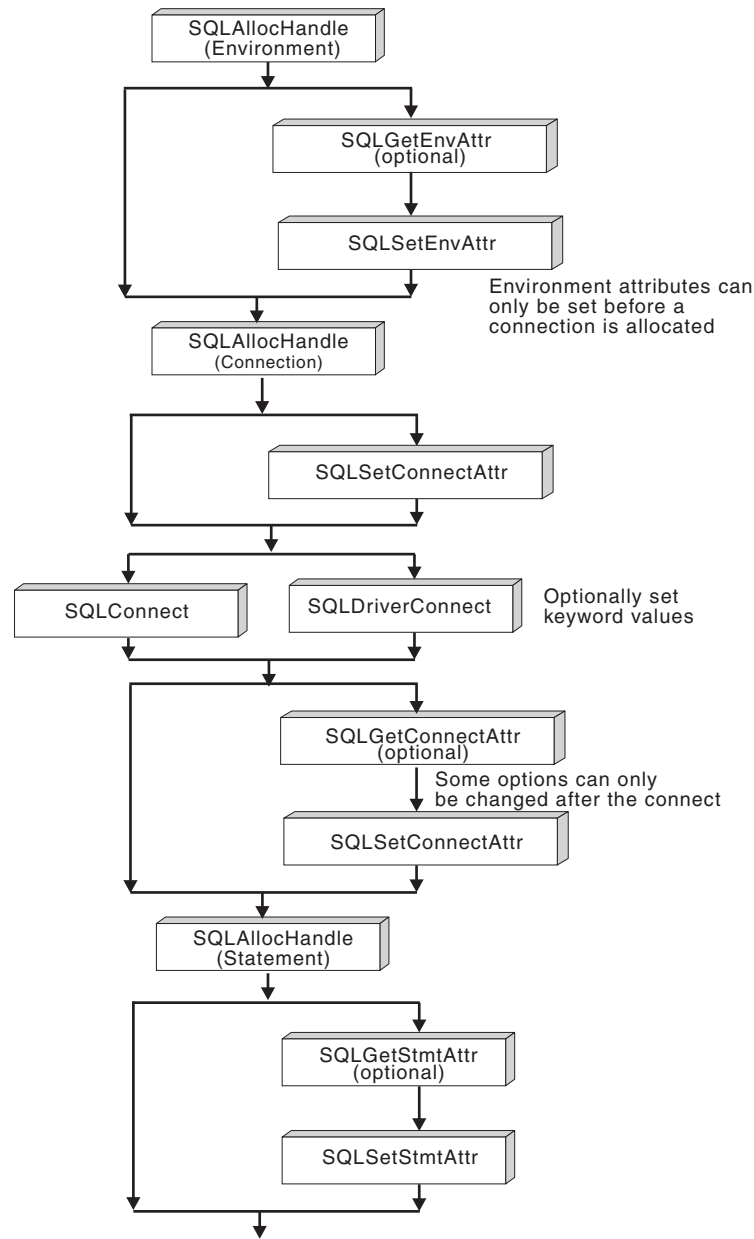 SQLAllocHandle
(Environment)
SQLGetEnvAttr
(optional)
SQLSetEnvAttr
Environment attributes can
only be set before a
connection is allocated
SQLAllocHandle
(Connection)
SQLSetConnectAttr
SQLConnect
SQLDriverConnect
Optionally set
keyword values
SQLGetConnectAttr
(optional)
Some options can only
be changed after the connect
SQLSetConnectAttr
SQLAllocHandle
(Statement)
SQLGetStmtAttr
(optional)
SQLSetStmtAttr